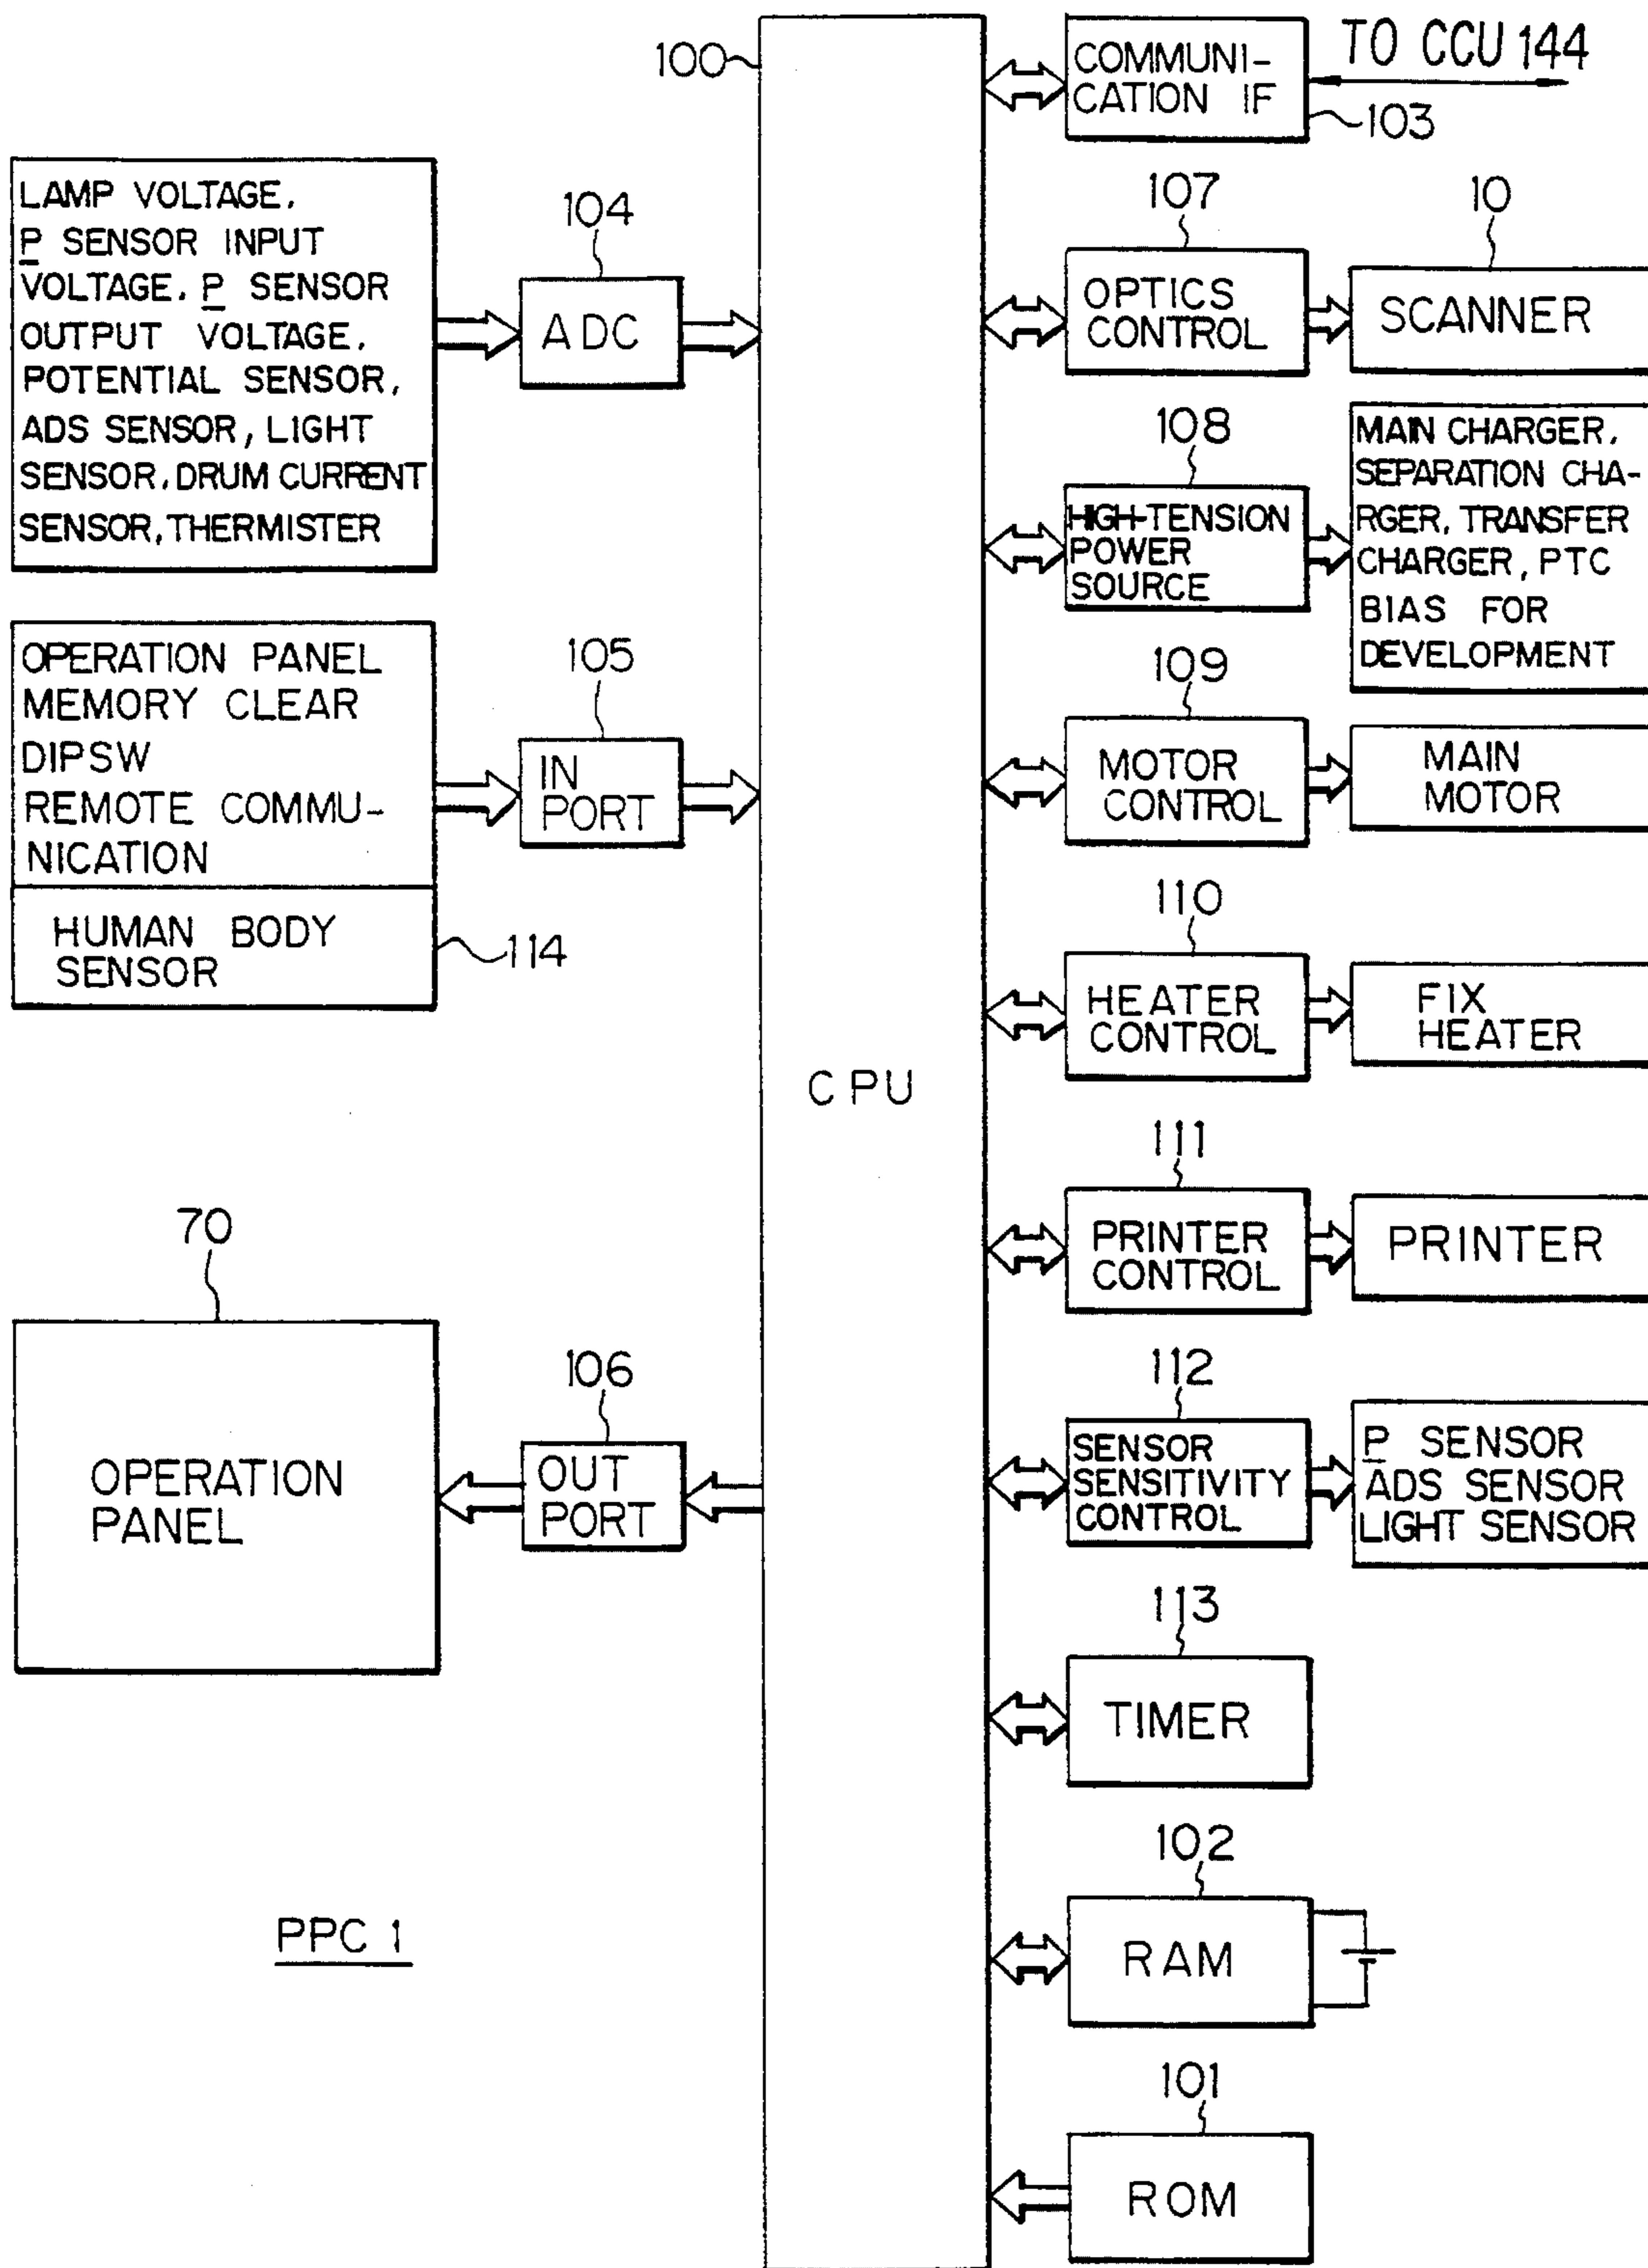 100
COMMUNI-
CATION IF
TO CCU 144
103
LAMP VOLTAGE,
P SENSOR INPUT
VOLTAGE, P SENSOR
OUTPUT VOLTAGE,
POTENTIAL SENSOR,
ADS SENSOR, LIGHT
SENSOR, DRUM CURRENT
SENSOR, THERMISTER
104
ADC
107
OPTICS
CONTROL
10
SCANNER
108
HIGH-TENSION
POWER
SOURCE
MAIN CHARGER,
SEPARATION CHA-
RGER, TRANSFER
CHARGER, PTC
BIAS FOR
DEVELOPMENT
OPERATION PANEL
MEMORY CLEAR
DIPSW
REMOTE COMMU-
NICATION
HUMAN BODY
SENSOR
114
105
IN
PORT
109
MOTOR
CONTROL
MAIN
MOTOR
110
HEATER
CONTROL
FIX
HEATER
CPU
111
PRINTER
CONTROL
PRINTER
70
OPERATION
PANEL
106
OUT
PORT
112
SENSOR
SENSITIVITY
CONTROL
P SENSOR
ADS SENSOR
LIGHT SENSOR
113
TIMER
102
RAM
PPC 1
101
ROM